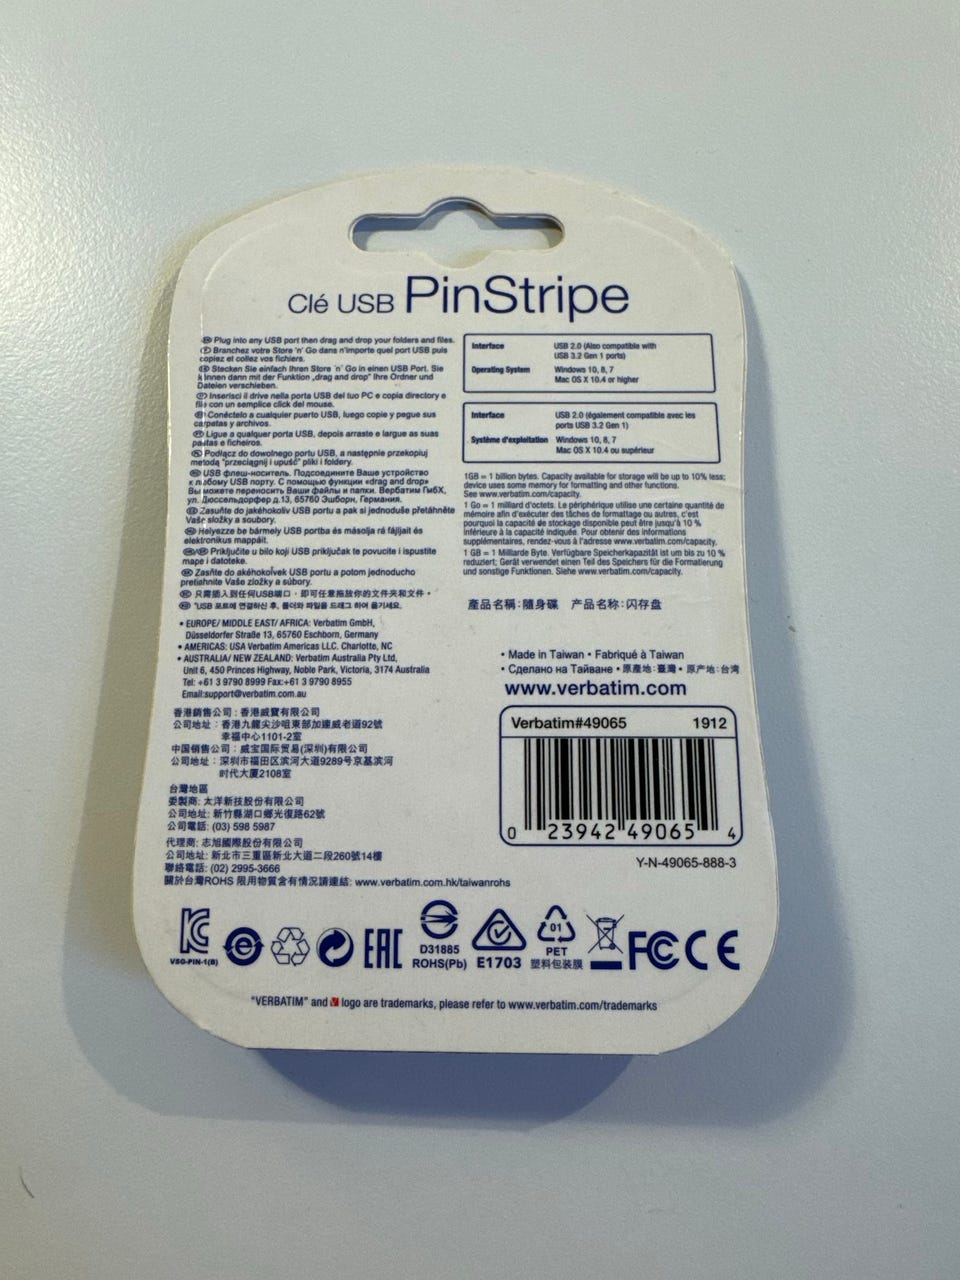 Clé USB PinStripe
Plug into any USB port then drag and drop your folders and files.
Branchez votre Store 'n' Go dans n'importe quel port USB puis
copiez et collez vos fichiers.
Stecken Sie einfach Ihren Store ´n´ Go in einen USB Port. Sie
können dann mit der Funktion „drag and drop" Ihre Ordner und
Dateien verschieben.
Inserisci il drive nella porta USB del tuo PC e copia directory e
file con un semplice click del mouse.
Conéctelo a cualquier puerto USB, luego copie y pegue sus
carpatas y archivos.
Ligue a qualquer porta USB, depois arraste e largue as suas
pastas e ficheiros.
Podłącz do dowolnego portu USB, a następnie przekopiuj
metodą "przeciągnij i upuść" pliki i foldery.
USB флеш-носитель. Подсоедините Ваше устройство
к любому USB порту. С помощью функции «drag and drop»
Вы можете переносить Ваши файлы и папки. Вербатим ГмбХ,
ул. Дюссельдорфер д.13, 65760 Эшборн, Германия.
Zasuňte do jakéhokoliv USB portu a pak si jednoduše přetáhněte
Vaše složky a soubory.
Helyezze be bármely USB portba és másolja rá fájljait és
elektronikus mappáit.
Priključite u bilo koji USB priključak te povucite i ispustite
mape i datoteke.
Zasňte do akéhokoľvek USB portu a potom jednoducho
pretiahnite Vaše zložky a súbory.
只需插入到任何USB端口，即可任意拖放你的文件夹和文件。
"USB 포트에 연결하신 후, 폴더와 파일을 드래그 하여 옮기세요.
• EUROPE/ MIDDLE EAST/ AFRICA: Verbatim GmbH,
Düsseldorfer Straße 13, 65760 Eschborn, Germany
• AMERICAS: USA Verbatim Americas LLC. Charlotte, NC
• AUSTRALIA/ NEW ZEALAND: Verbatim Australia Pty Ltd,
Unit 6, 450 Princes Highway, Noble Park, Victoria, 3174 Australia
Tel: +61 3 9790 8999 Fax:+61 3 9790 8955
Email:support@verbatim.com.au
香港銷售公司 : 香港威寶有限公司
公司地址 : 香港九龍尖沙咀東部加連威老道92號
幸福中心1101-2室
中国销售公司 : 威宝国际贸易(深圳)有限公司
公司地址 : 深圳市福田区滨河大道9289号京基滨河
时代大厦2108室
台灣地區
委製商: 太洋新技股份有限公司
公司地址: 新竹縣湖口鄉光復路62號
公司電話: (03) 598 5987
代理商: 志旭國際股份有限公司
公司地址: 新北市三重區新北大道二段260號14樓
聯絡電話: (02) 2995-3666
關於台灣ROHS 限用物質含有情況請連結: www.verbatim.com.hk/taiwanrohs
Interface USB 2.0 (Also compatible with
USB 3.2 Gen 1 ports)
Operating System Windows 10, 8, 7
Mac OS X 10.4 or higher
Interface USB 2.0 (également compatible avec les
ports USB 3.2 Gen 1)
Système d'exploitation Windows 10, 8, 7
Mac OS X 10.4 ou supérieur
1GB = 1 billion bytes. Capacity available for storage will be up to 10% less;
device uses some memory for formatting and other functions.
See www.verbatim.com/capacity.
1 Go = 1 milliard d'octets. Le périphérique utilise une certaine quantité de
mémoire afin d'exécuter des tâches de formattage ou autres, c'est
pourquoi la capacité de stockage disponible peut être jusqu'à 10 %
inférieure à la capacité indiquée. Pour obtenir des informations
supplémentaires, rendez-vous à l'adresse www.verbatim.com/capacity.
1 GB = 1 Milliarde Byte. Verfügbare Speicherkapazität ist um bis zu 10 %
reduziert; Gerät verwendet einen Teil des Speichers für die Formatierung
und sonstige Funktionen. Siehe www.verbatim.com/capacity.
產品名稱: 隨身碟 产品名称: 闪存盘
• Made in Taiwan • Fabriqué à Taiwan
• Сделано на Тайване • 原產地: 臺灣 • 原产地: 台湾
www.verbatim.com
Verbatim#49065 1912
0 23942 49065 4
Y-N-49065-888-3
VSG-PIN-1(B)
EAC
D31885
ROHS(Pb)
E1703
01
PET
塑料包装膜
FC CE
"VERBATIM" and logo are trademarks, please refer to www.verbatim.com/trademarks